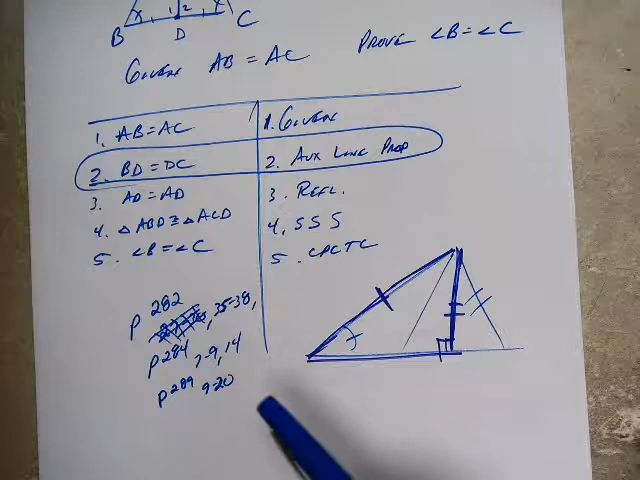 x 1 2 x
B D C
GIVEN AB = AC PROVE ∠B = ∠C
1. AB = AC 1. GIVEN
2. BD = DC 2. AUX LINE PROP
3. AD = AD 3. REFL.
4. △ABD ≅ △ACD 4. SSS
5. ∠B = ∠C 5. CPCTC
P 282
, 35-38,
P 284 7-9, 14
P 289 9-20